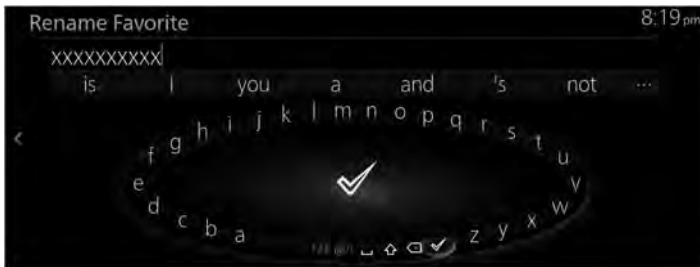 Rename Favorite 8:19 pm
xxxxxxxxxx
is I you a and 's not ...
a b c d e f g h i j k l m n o p q r s t u v w x y z